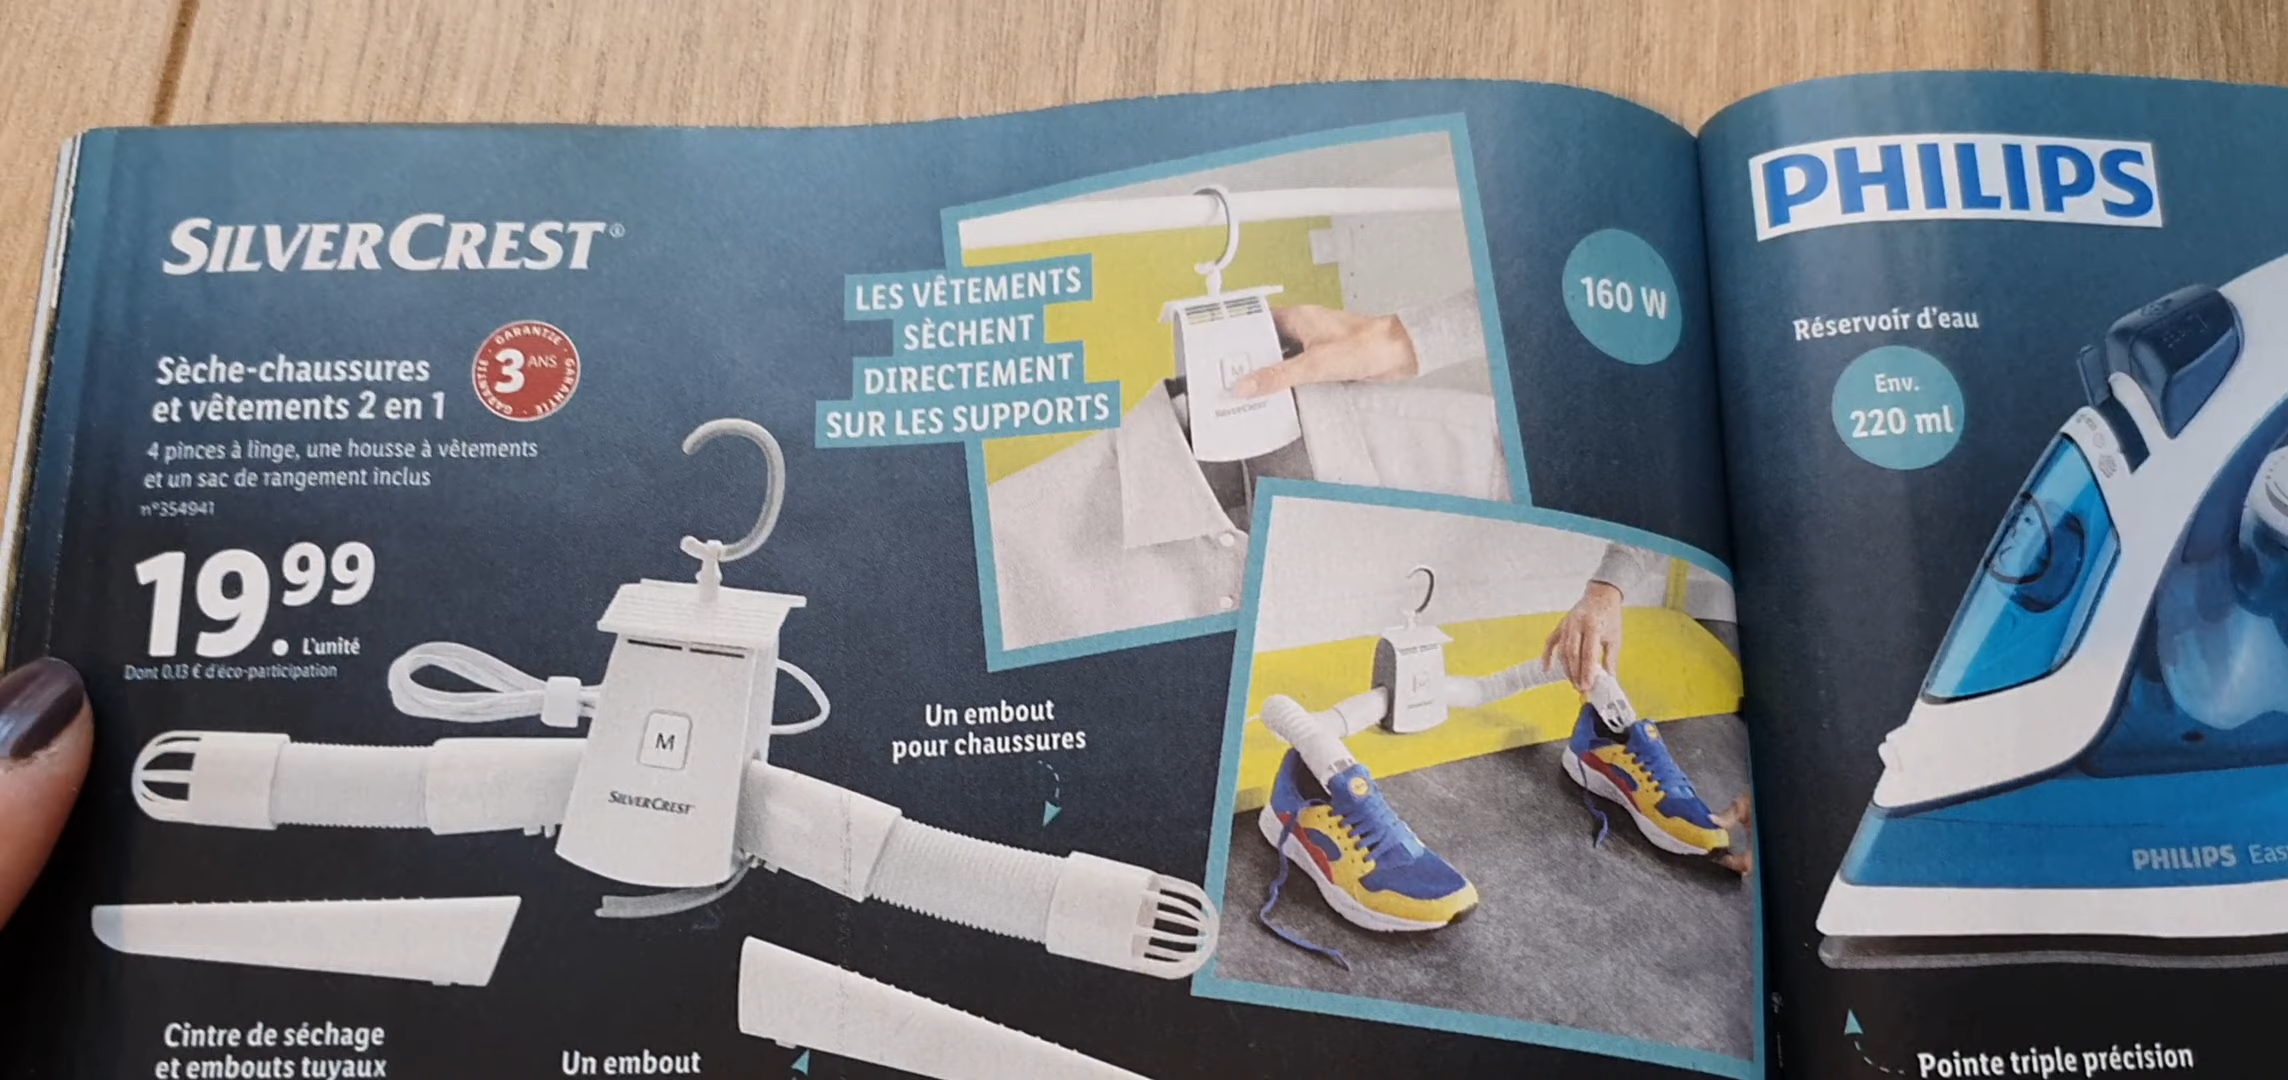 SILVERCREST®
Sèche-chaussures
et vêtements 2 en 1
GARANTIE
3 ANS
4 pinces à linge, une housse à vêtements
et un sac de rangement inclus
n°354941
19.99
L'unité
Dont 0,13 € d'éco-participation
LES VÊTEMENTS
SÈCHENT
DIRECTEMENT
SUR LES SUPPORTS
M
SILVERCREST
160 W
Un embout
pour chaussures
M
SILVERCREST
Cintre de séchage
et embouts tuyaux
Un embout
PHILIPS
Réservoir d'eau
Env.
220 ml
PHILIPS Eas
Pointe triple précision